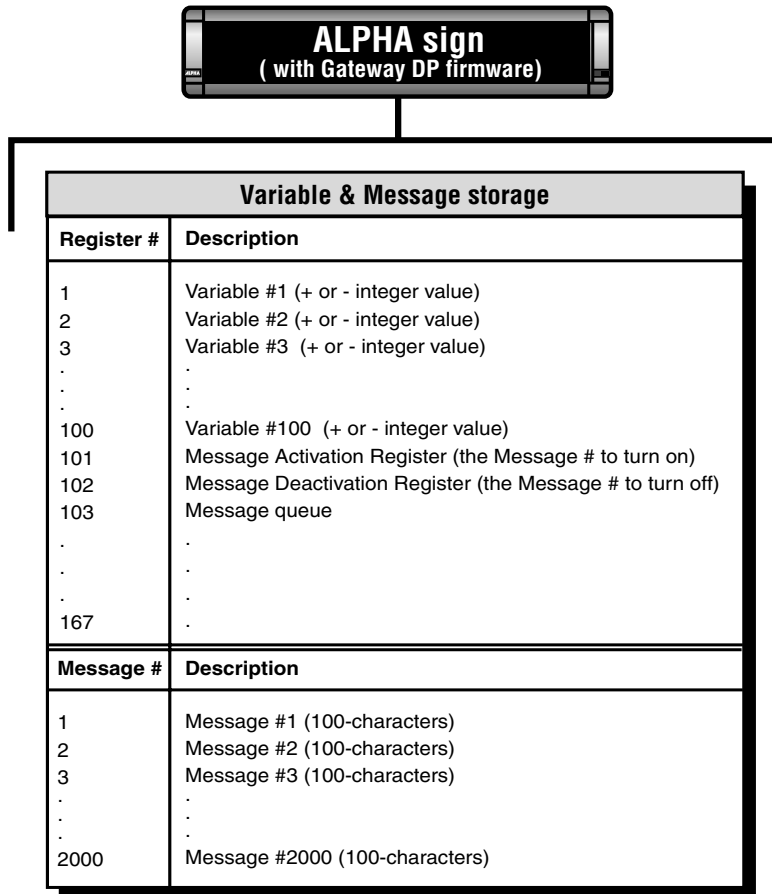 ALPHA sign
( with Gateway DP firmware)
ALPHA
Variable & Message storage
Register # Description
1 Variable #1 (+ or - integer value)
2 Variable #2 (+ or - integer value)
3 Variable #3 (+ or - integer value)
. .
. .
. .
100 Variable #100 (+ or - integer value)
101 Message Activation Register (the Message # to turn on)
102 Message Deactivation Register (the Message # to turn off)
103 Message queue
. .
. .
. .
167 .
Message # Description
1 Message #1 (100-characters)
2 Message #2 (100-characters)
3 Message #3 (100-characters)
. .
. .
. .
2000 Message #2000 (100-characters)